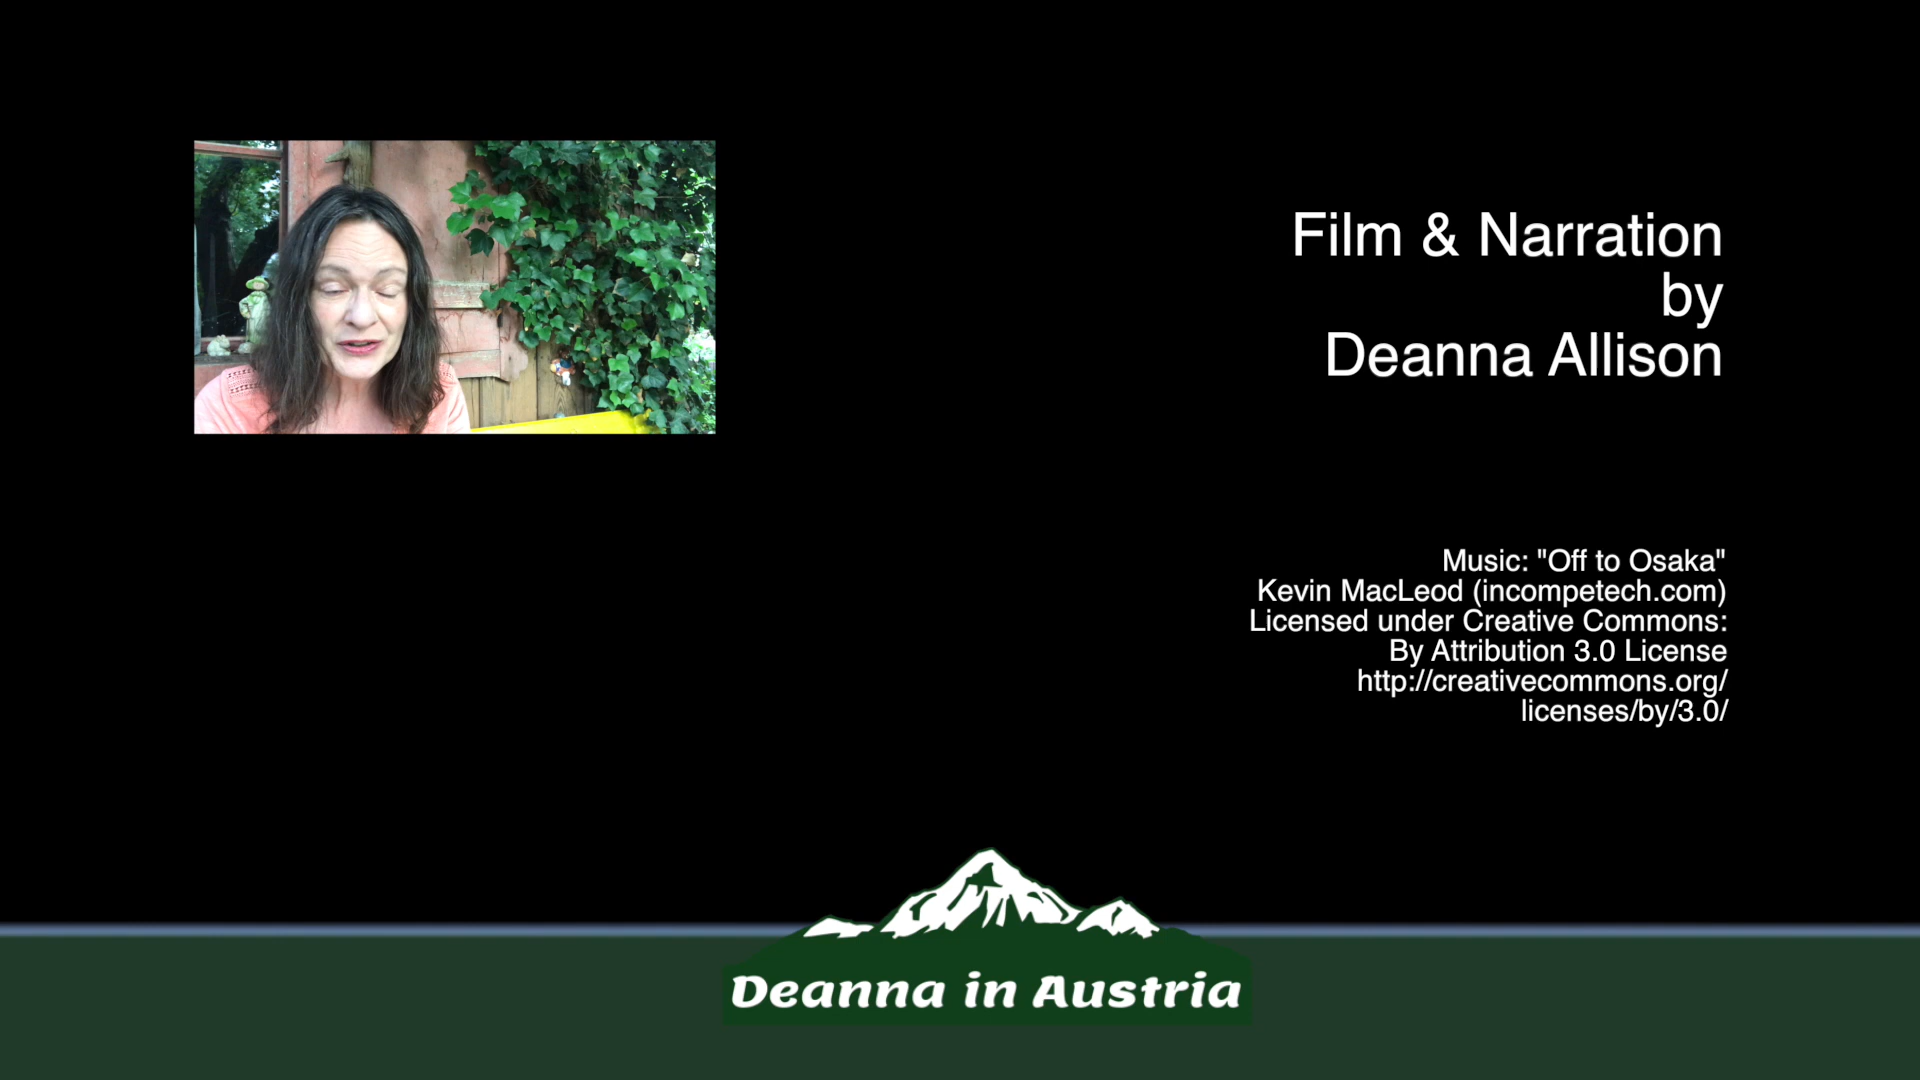 Film & Narration
by
Deanna Allison
Music: "Off to Osaka"
Kevin MacLeod (incompetech.com)
Licensed under Creative Commons:
By Attribution 3.0 License
http://creativecommons.org/
licenses/by/3.0/
Deanna in Austria